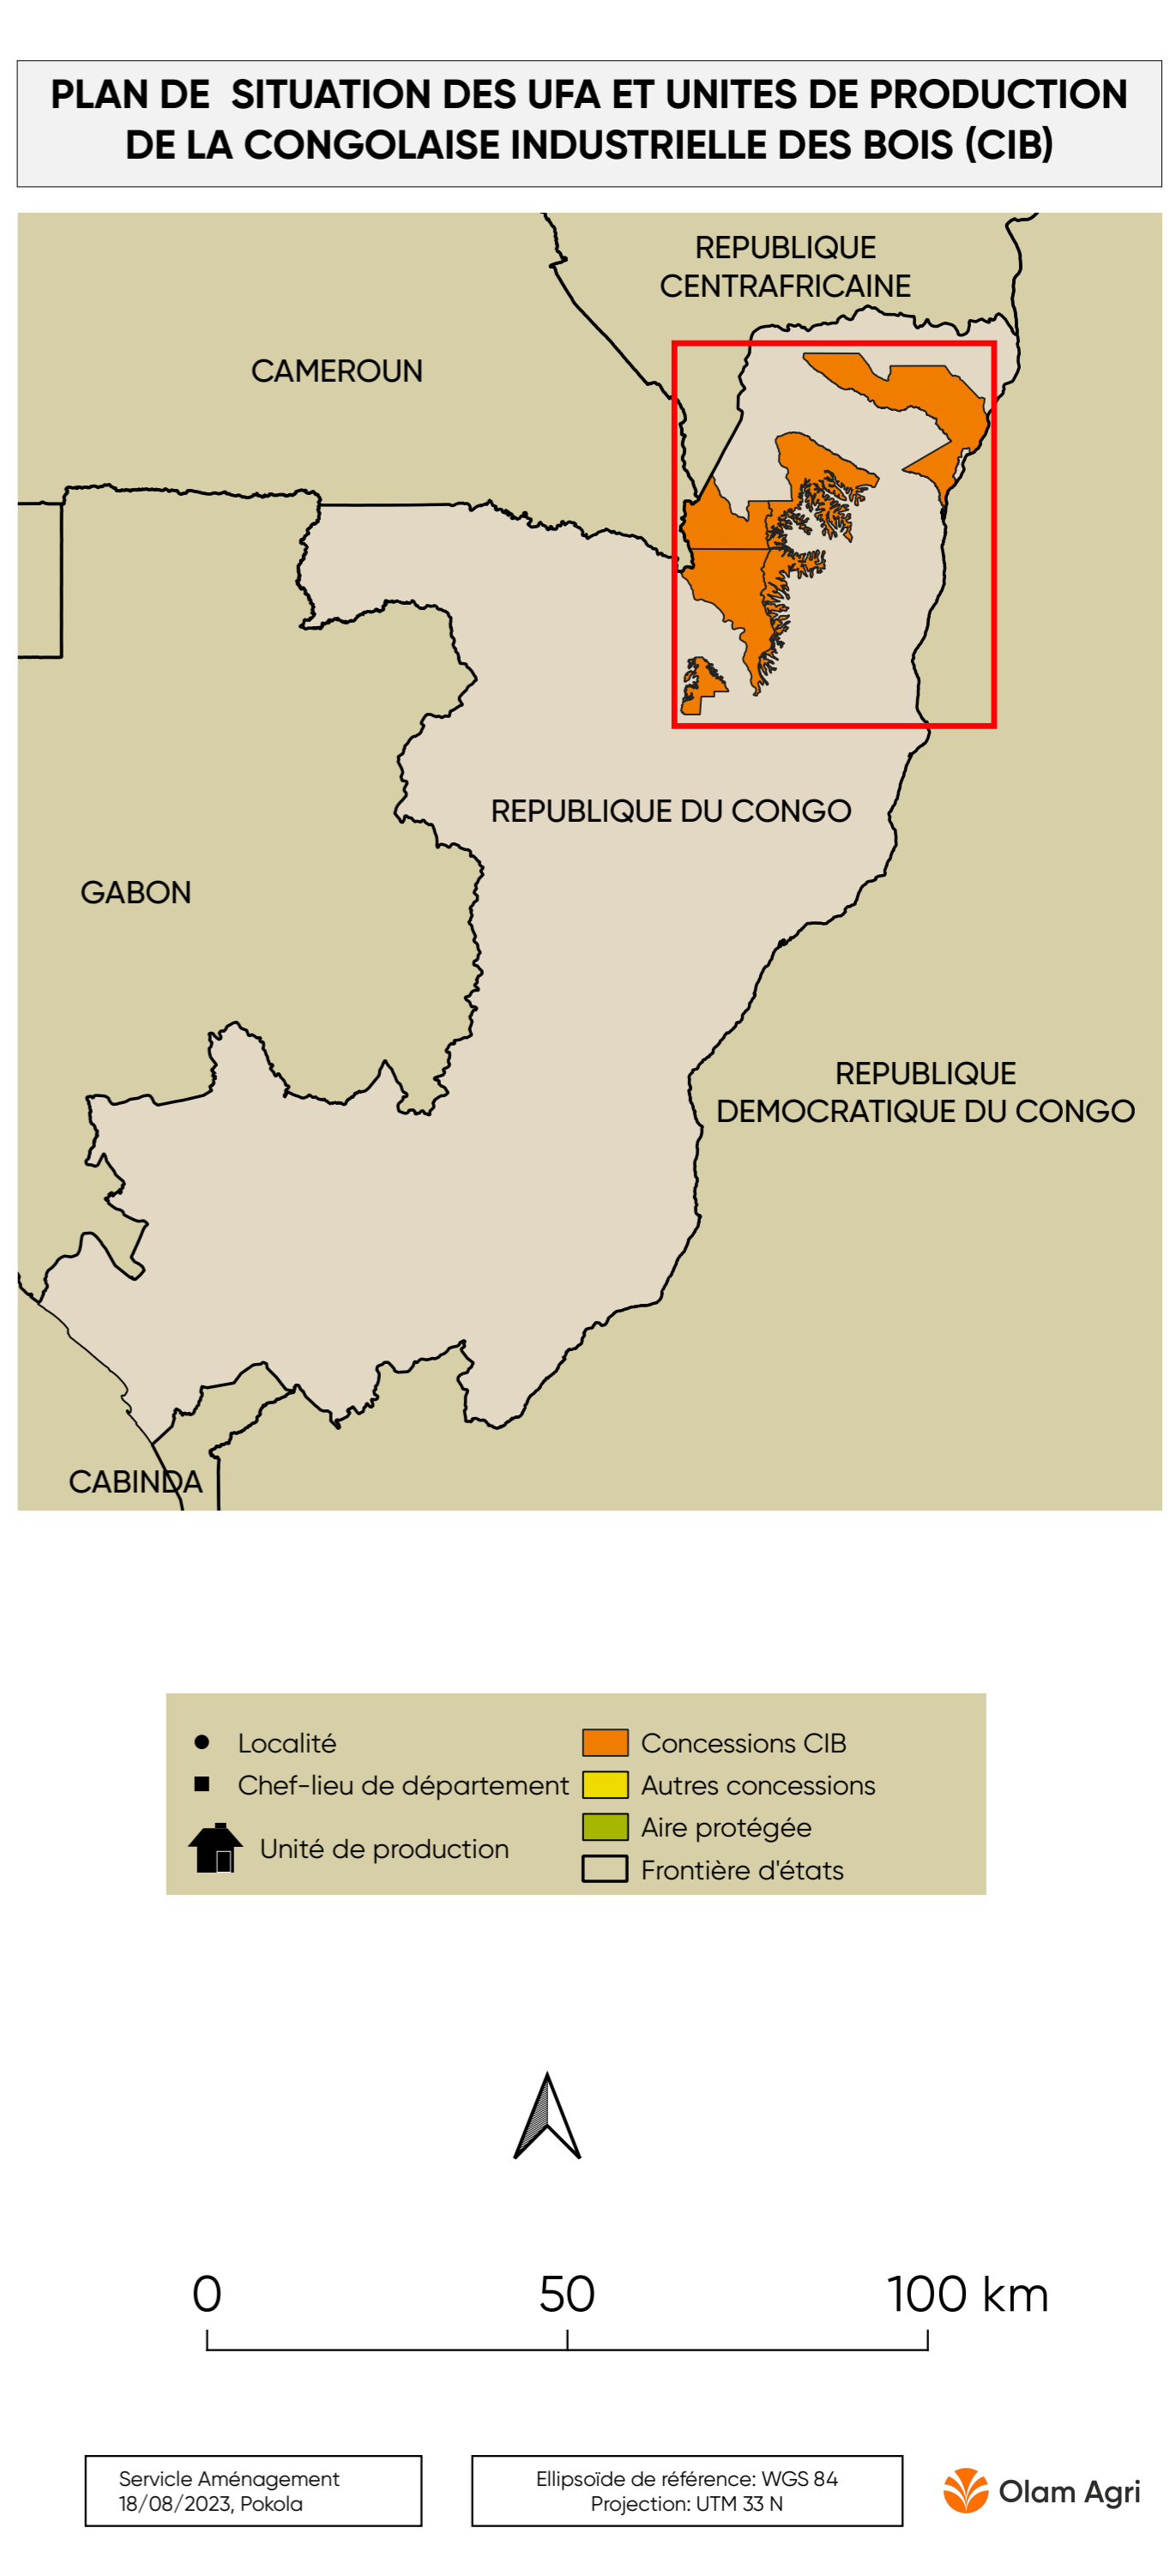 PLAN DE  SITUATION DES UFA ET UNITES DE PRODUCTION
DE LA CONGOLAISE INDUSTRIELLE DES BOIS (CIB)
REPUBLIQUE
CENTRAFRICAINE
CAMEROUN
REPUBLIQUE DU CONGO
GABON
REPUBLIQUE
DEMOCRATIQUE DU CONGO
CABINDA
Localité
Chef-lieu de département
Unité de production
Concessions CIB
Autres concessions
Aire protégée
Frontière d'états
0 50 100 km
Servicle Aménagement
18/08/2023, Pokola
Ellipsoïde de référence: WGS 84
Projection: UTM 33 N
Olam Agri